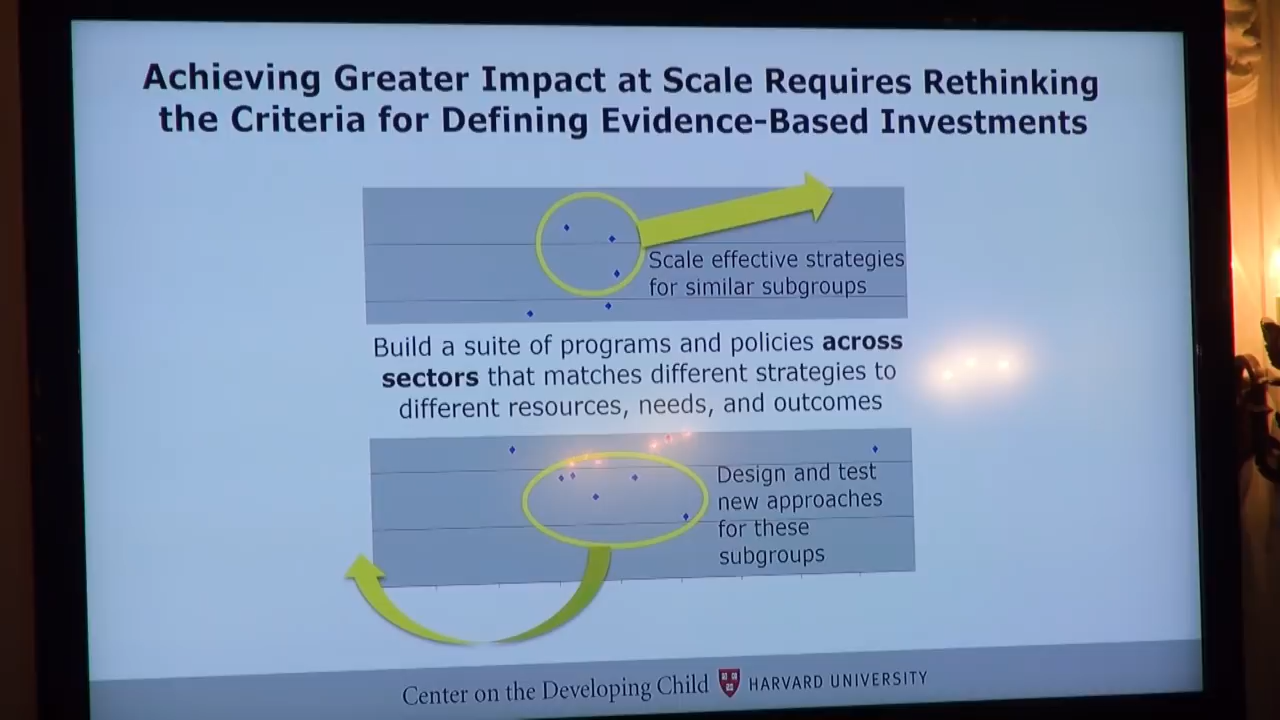 Achieving Greater Impact at Scale Requires Rethinking
the Criteria for Defining Evidence-Based Investments
Scale effective strategies
for similar subgroups
Build a suite of programs and policies across
sectors that matches different strategies to
different resources, needs, and outcomes
Design and test
new approaches
for these
subgroups
Center on the Developing Child HARVARD UNIVERSITY